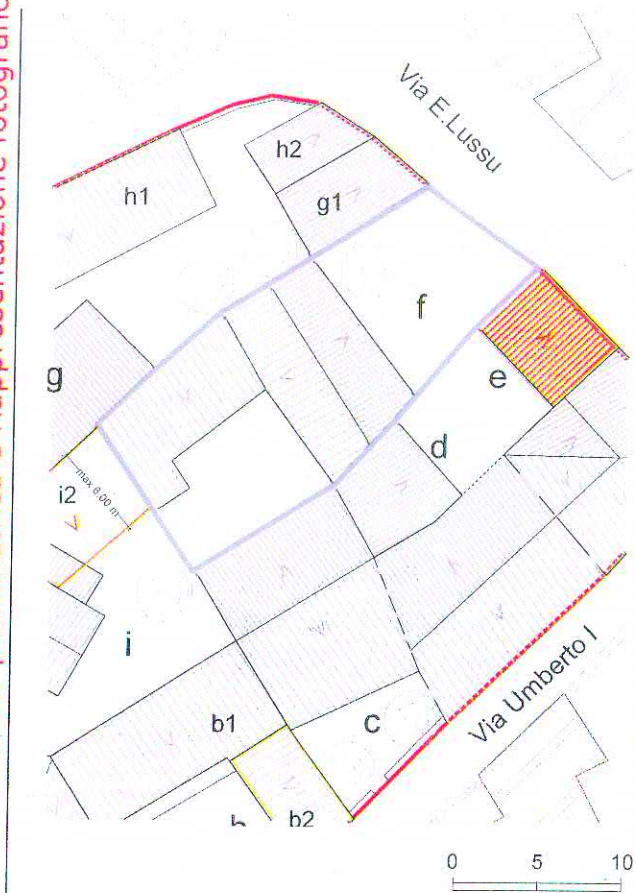 Via E.Lussu
h2
h1
g1
f
g
e
d
i2
max 6.00 m
i
b1
c
Via Umberto I
b2
0 5 10